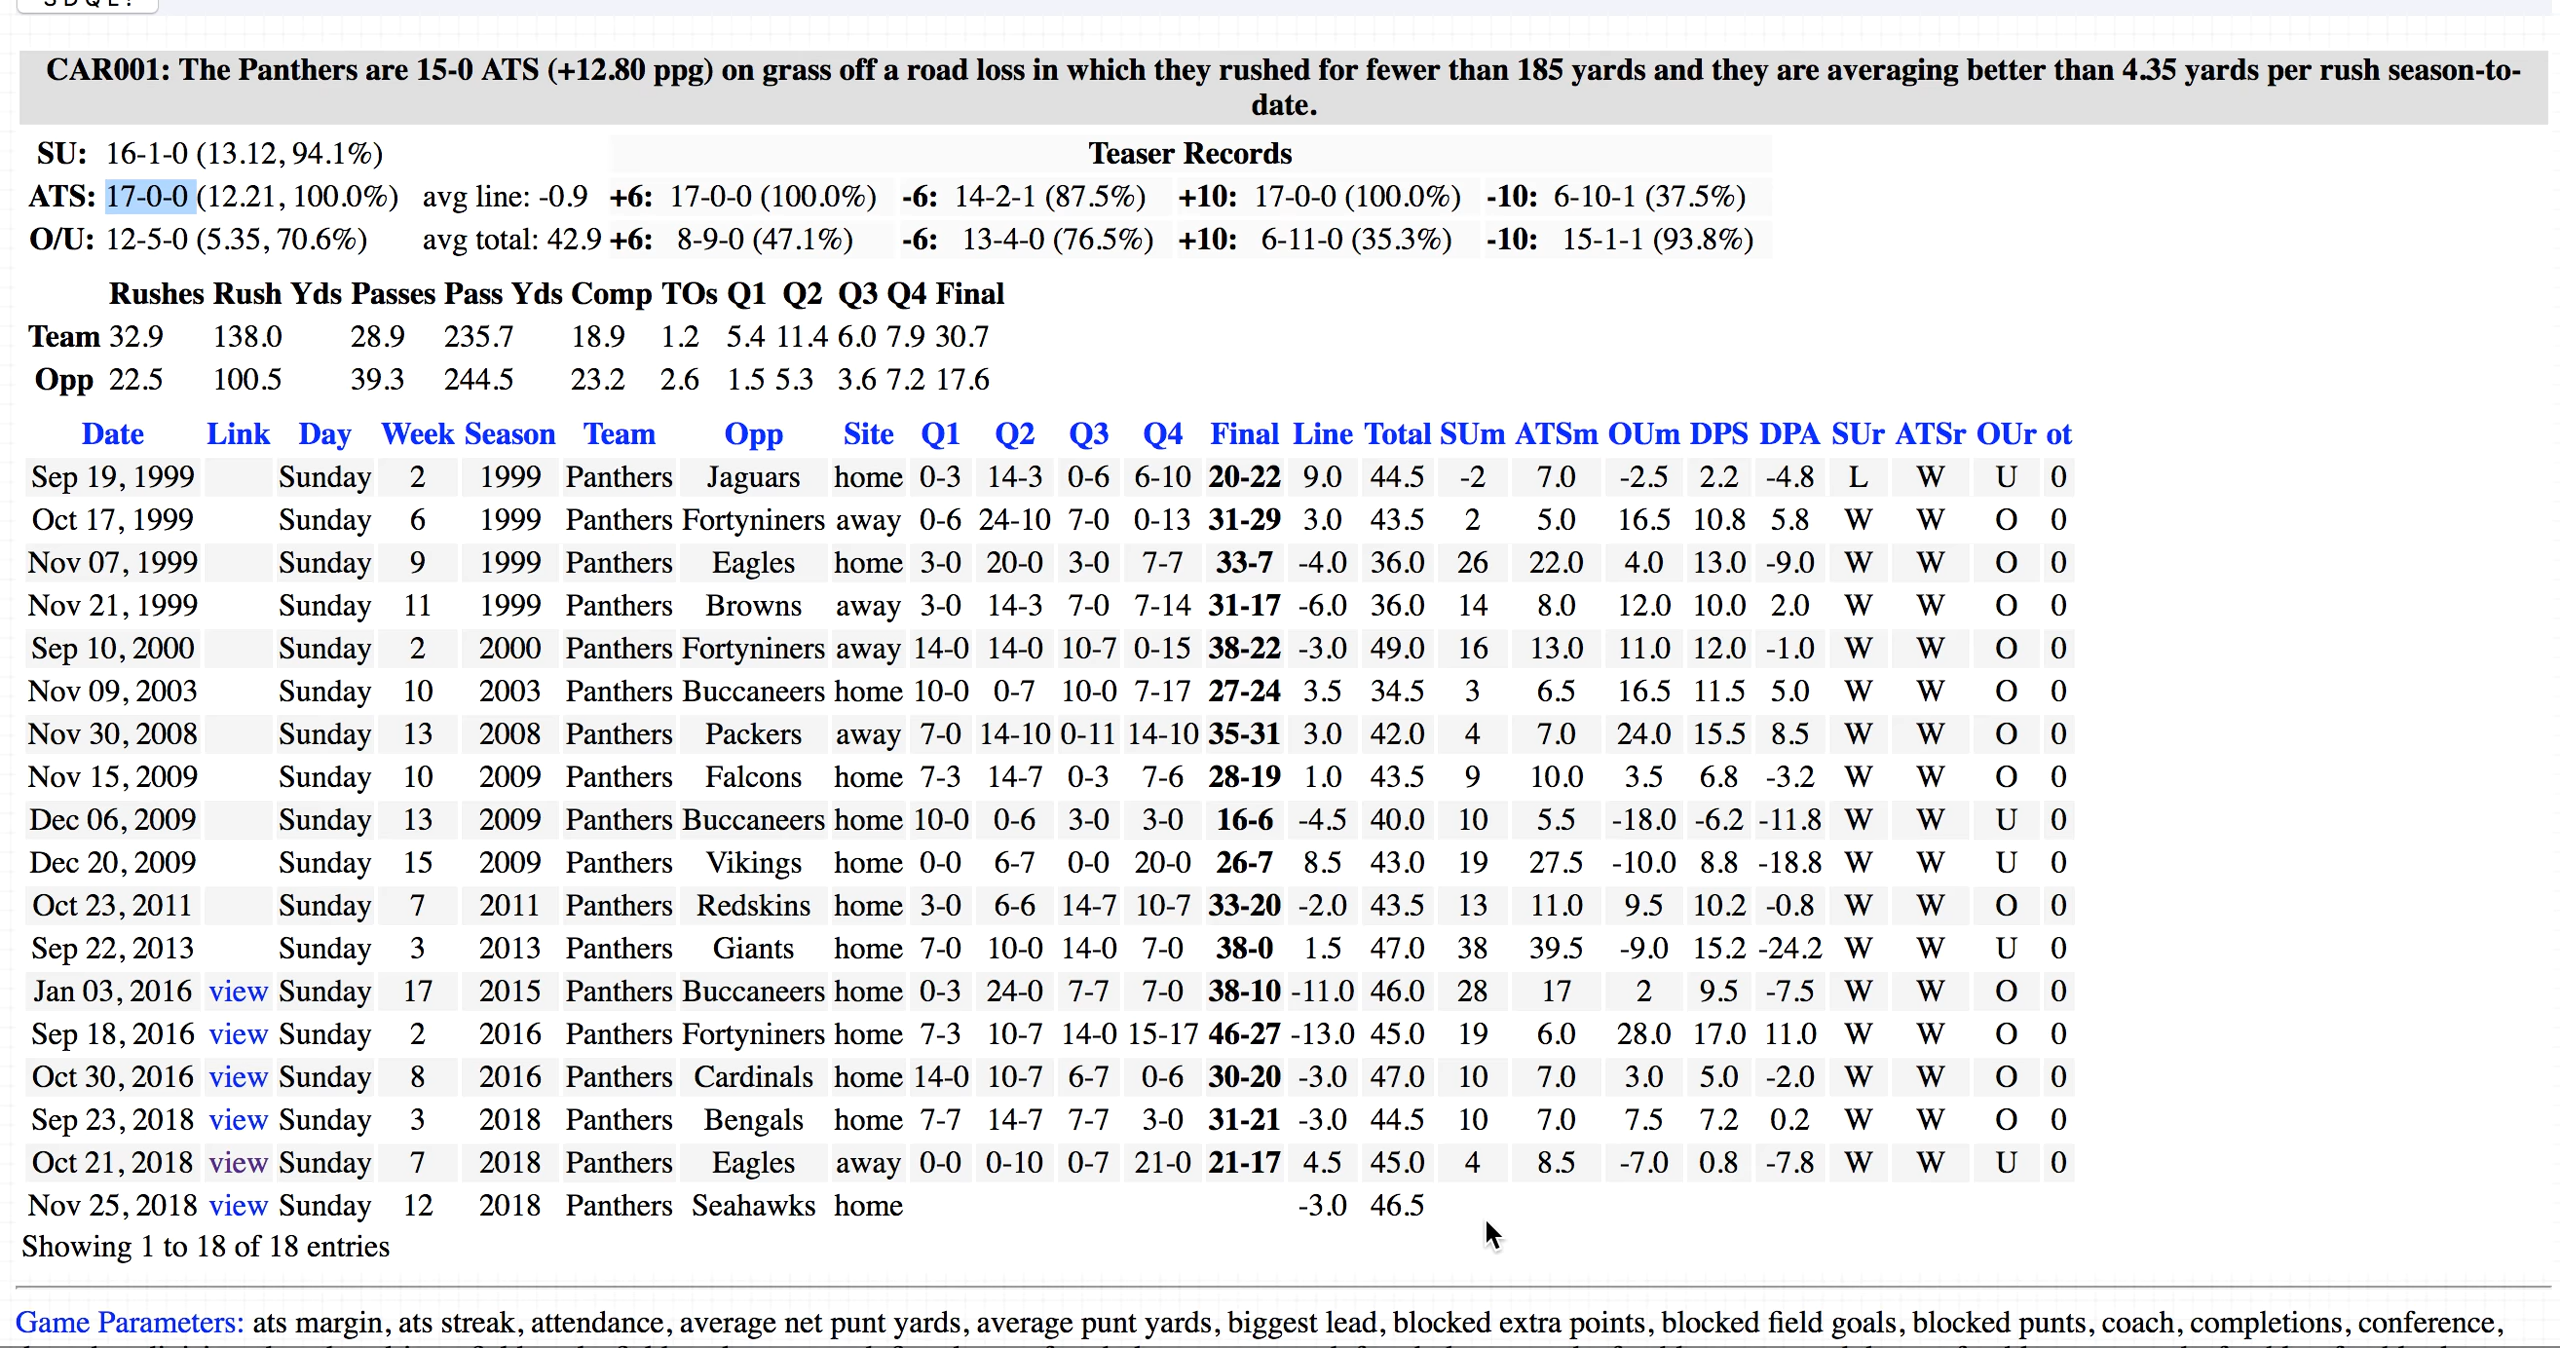 SDQL!
CAR001: The Panthers are 15-0 ATS (+12.80 ppg) on grass off a road loss in which they rushed for fewer than 185 yards and they are averaging better than 4.35 yards per rush season-to-
date.
SU: 16-1-0 (13.12, 94.1%) Teaser Records
ATS: 17-0-0 (12.21, 100.0%) avg line: -0.9 +6: 17-0-0 (100.0%) -6: 14-2-1 (87.5%) +10: 17-0-0 (100.0%) -10: 6-10-1 (37.5%)
O/U: 12-5-0 (5.35, 70.6%) avg total: 42.9 +6: 8-9-0 (47.1%) -6: 13-4-0 (76.5%) +10: 6-11-0 (35.3%) -10: 15-1-1 (93.8%)
Rushes Rush Yds Passes Pass Yds Comp TOs Q1 Q2 Q3 Q4 Final
Team 32.9 138.0 28.9 235.7 18.9 1.2 5.4 11.4 6.0 7.9 30.7
Opp 22.5 100.5 39.3 244.5 23.2 2.6 1.5 5.3 3.6 7.2 17.6
Date Link Day Week Season Team Opp Site Q1 Q2 Q3 Q4 Final Line Total SUm ATSm OUm DPS DPA SUr ATSr OUr ot
Sep 19, 1999 Sunday 2 1999 Panthers Jaguars home 0-3 14-3 0-6 6-10 20-22 9.0 44.5 -2 7.0 -2.5 2.2 -4.8 L W U 0
Oct 17, 1999 Sunday 6 1999 Panthers Fortyniners away 0-6 24-10 7-0 0-13 31-29 3.0 43.5 2 5.0 16.5 10.8 5.8 W W O 0
Nov 07, 1999 Sunday 9 1999 Panthers Eagles home 3-0 20-0 3-0 7-7 33-7 -4.0 36.0 26 22.0 4.0 13.0 -9.0 W W O 0
Nov 21, 1999 Sunday 11 1999 Panthers Browns away 3-0 14-3 7-0 7-14 31-17 -6.0 36.0 14 8.0 12.0 10.0 2.0 W W O 0
Sep 10, 2000 Sunday 2 2000 Panthers Fortyniners away 14-0 14-0 10-7 0-15 38-22 -3.0 49.0 16 13.0 11.0 12.0 -1.0 W W O 0
Nov 09, 2003 Sunday 10 2003 Panthers Buccaneers home 10-0 0-7 10-0 7-17 27-24 3.5 34.5 3 6.5 16.5 11.5 5.0 W W O 0
Nov 30, 2008 Sunday 13 2008 Panthers Packers away 7-0 14-10 0-11 14-10 35-31 3.0 42.0 4 7.0 24.0 15.5 8.5 W W O 0
Nov 15, 2009 Sunday 10 2009 Panthers Falcons home 7-3 14-7 0-3 7-6 28-19 1.0 43.5 9 10.0 3.5 6.8 -3.2 W W O 0
Dec 06, 2009 Sunday 13 2009 Panthers Buccaneers home 10-0 0-6 3-0 3-0 16-6 -4.5 40.0 10 5.5 -18.0 -6.2 -11.8 W W U 0
Dec 20, 2009 Sunday 15 2009 Panthers Vikings home 0-0 6-7 0-0 20-0 26-7 8.5 43.0 19 27.5 -10.0 8.8 -18.8 W W U 0
Oct 23, 2011 Sunday 7 2011 Panthers Redskins home 3-0 6-6 14-7 10-7 33-20 -2.0 43.5 13 11.0 9.5 10.2 -0.8 W W O 0
Sep 22, 2013 Sunday 3 2013 Panthers Giants home 7-0 10-0 14-0 7-0 38-0 1.5 47.0 38 39.5 -9.0 15.2 -24.2 W W U 0
Jan 03, 2016 view Sunday 17 2015 Panthers Buccaneers home 0-3 24-0 7-7 7-0 38-10 -11.0 46.0 28 17 2 9.5 -7.5 W W O 0
Sep 18, 2016 view Sunday 2 2016 Panthers Fortyniners home 7-3 10-7 14-0 15-17 46-27 -13.0 45.0 19 6.0 28.0 17.0 11.0 W W O 0
Oct 30, 2016 view Sunday 8 2016 Panthers Cardinals home 14-0 10-7 6-7 0-6 30-20 -3.0 47.0 10 7.0 3.0 5.0 -2.0 W W O 0
Sep 23, 2018 view Sunday 3 2018 Panthers Bengals home 7-7 14-7 7-7 3-0 31-21 -3.0 44.5 10 7.0 7.5 7.2 0.2 W W O 0
Oct 21, 2018 view Sunday 7 2018 Panthers Eagles away 0-0 0-10 0-7 21-0 21-17 4.5 45.0 4 8.5 -7.0 0.8 -7.8 W W U 0
Nov 25, 2018 view Sunday 12 2018 Panthers Seahawks home -3.0 46.5
Showing 1 to 18 of 18 entries
Game Parameters: ats margin, ats streak, attendance, average net punt yards, average punt yards, biggest lead, blocked extra points, blocked field goals, blocked punts, coach, completions, conference,